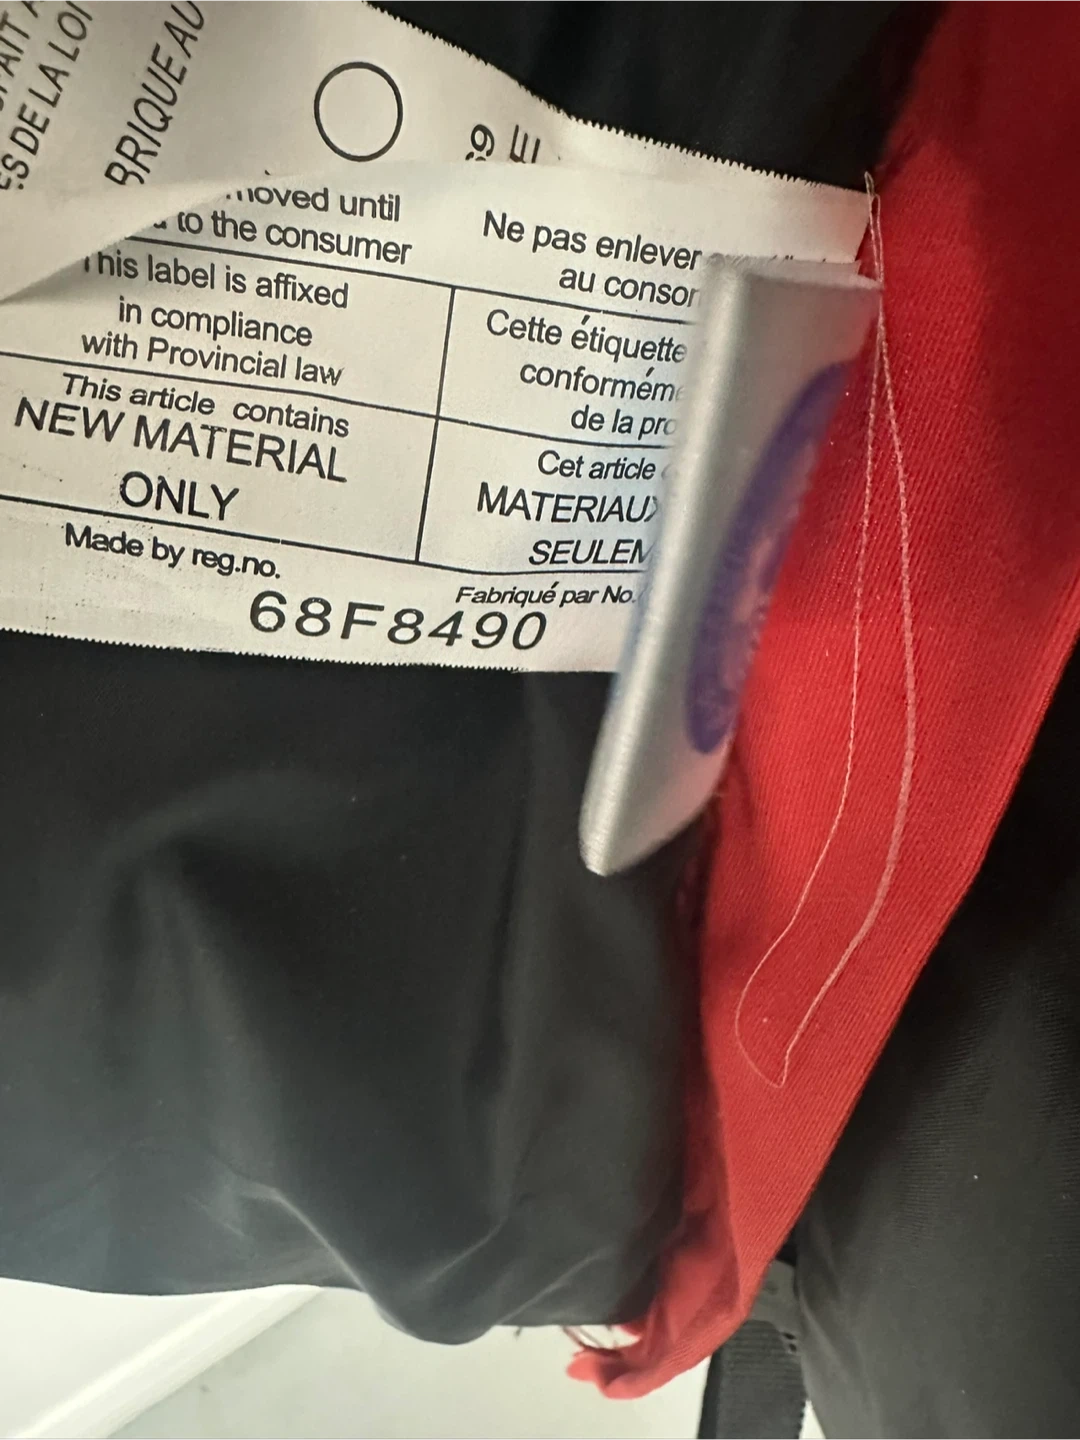 ES DE LA LOI
BRIQUE AU
until
to the consumer
Ne pas enlever
au conson
This label is affixed
in compliance
with Provincial law
Cette étiquette
conformém
de la pro
This article contains
NEW MATERIAL
ONLY
Cet article
MATERIAUX
SEULEM
Made by reg.no.
Fabriqué par No.
68F8490